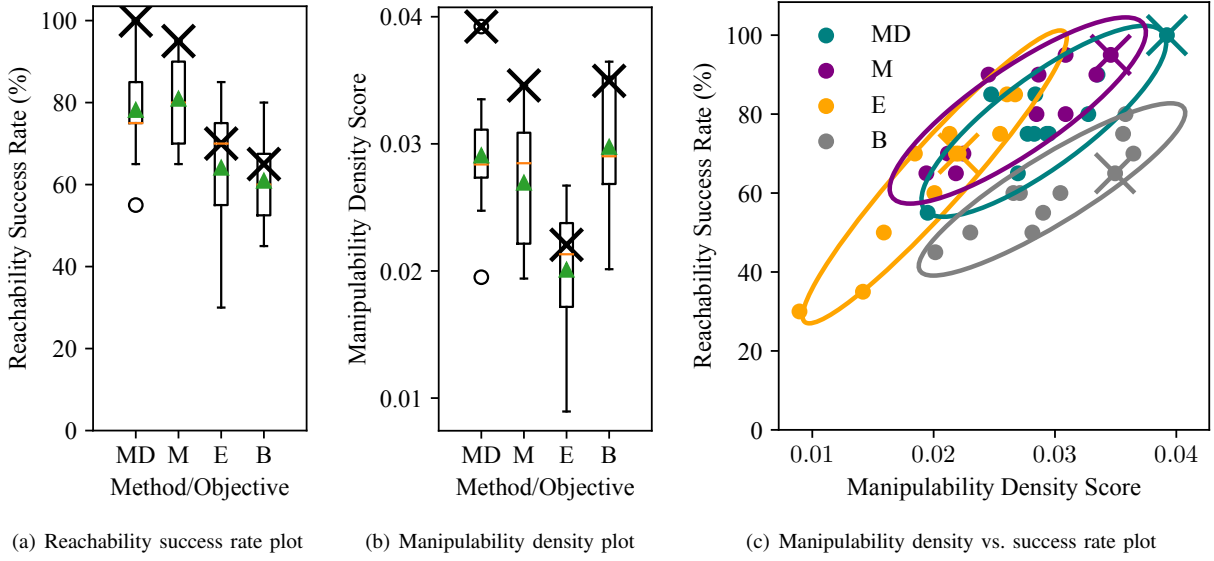 100
80
60
40
20
0
Reachability Success Rate (%)
MD M E B
Method/Objective
(a) Reachability success rate plot
0.04
0.03
0.02
0.01
Manipulability Density Score
MD M E B
Method/Objective
(b) Manipulability density plot
100
80
60
40
20
0
Reachability Success Rate (%)
MD
M
E
B
0.01 0.02 0.03 0.04
Manipulability Density Score
(c) Manipulability density vs. success rate plot